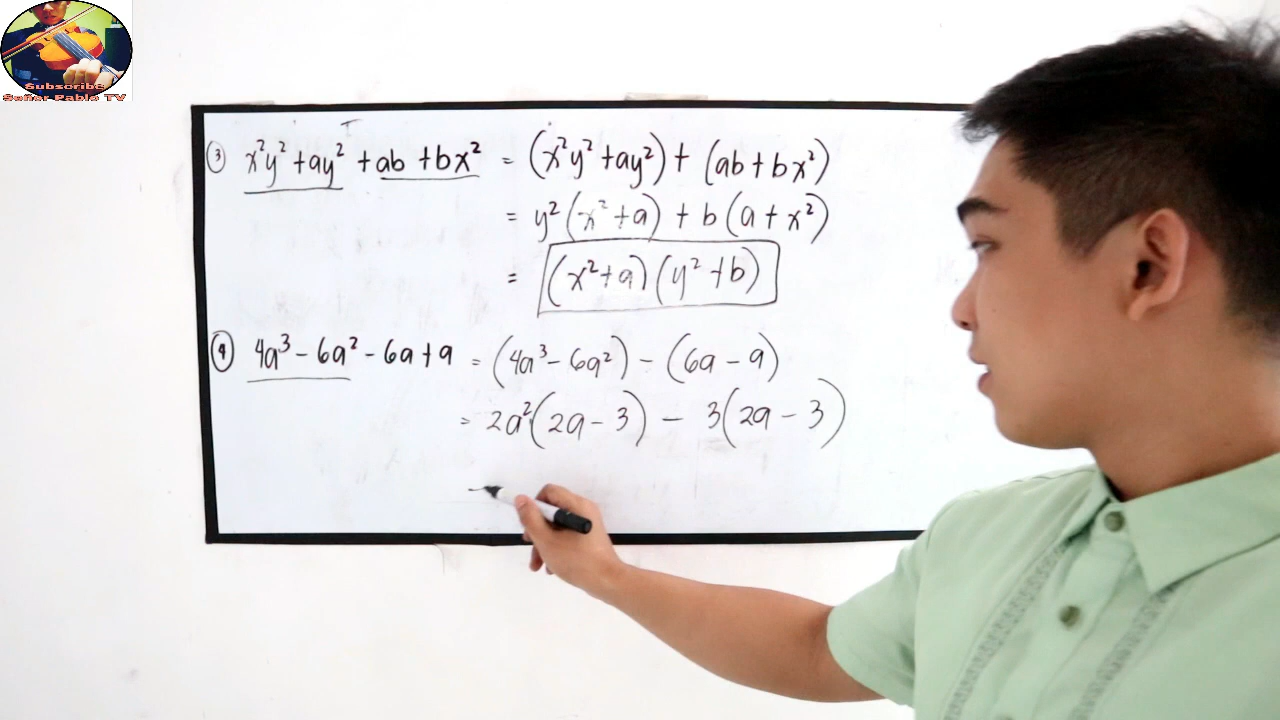 Subscribe
Señor Pablo TV
③ x²y² + ay² + ab + bx² = (x²y² + ay²) + (ab + bx²)
= y²(x² + a) + b(a + x²)
= (x² + a)(y² + b)
④ 4a³ - 6a² - 6a + 9 = (4a³ - 6a²) - (6a - 9)
= 2a²(2a - 3) - 3(2a - 3)